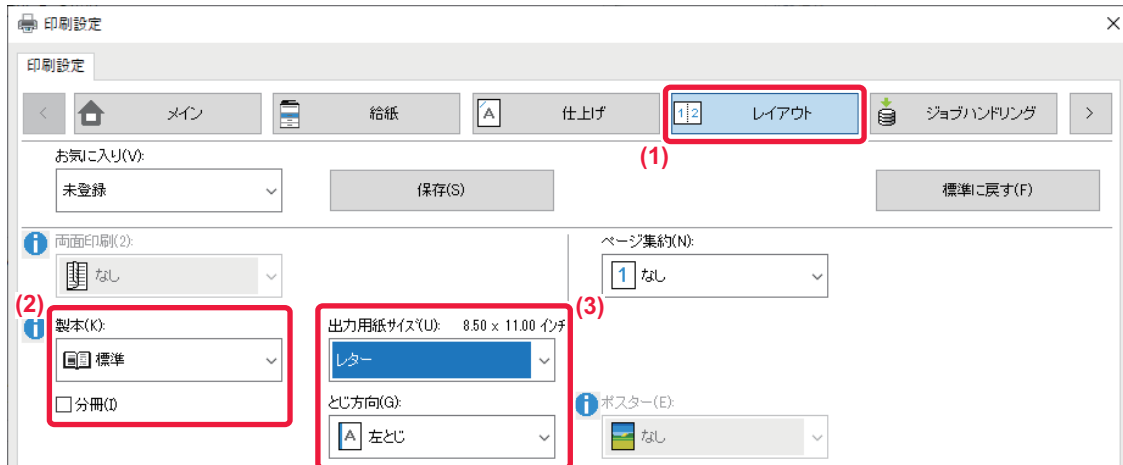 印刷設定
印刷設定
メイン
給紙
仕上げ
1 2 レイアウト
ジョブハンドリング
(1)
お気に入り(V):
未登録
保存(S)
標準に戻す(F)
両面印刷(2):
なし
ページ集約(N):
1 なし
(2)
(3)
製本(K):
標準
分冊(I)
出力用紙サイズ(U): 8.50 x 11.00 インチ
レター
とじ方向(G):
A 左とじ
ポスター(E):
なし